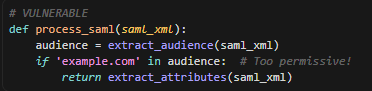 # VULNERABLE
def process_saml(saml_xml):
    audience = extract_audience(saml_xml)
    if 'example.com' in audience:  # Too permissive!
        return extract_attributes(saml_xml)